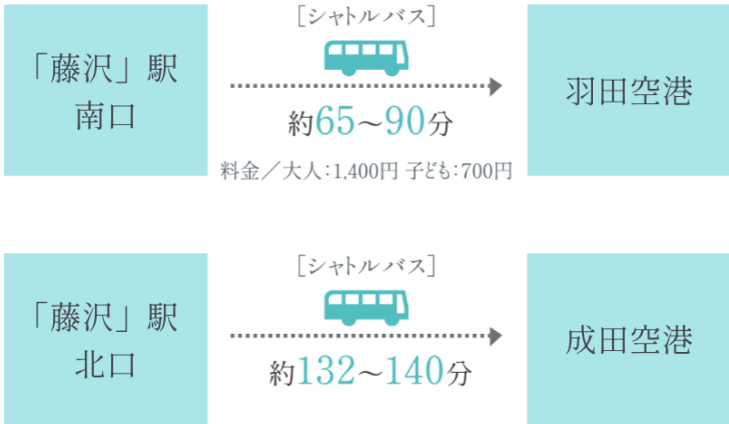 「藤沢」駅
南口
[シャトルバス]
約65〜90分
料金／大人：1,400円 子ども：700円
羽田空港
「藤沢」駅
北口
[シャトルバス]
約132〜140分
成田空港